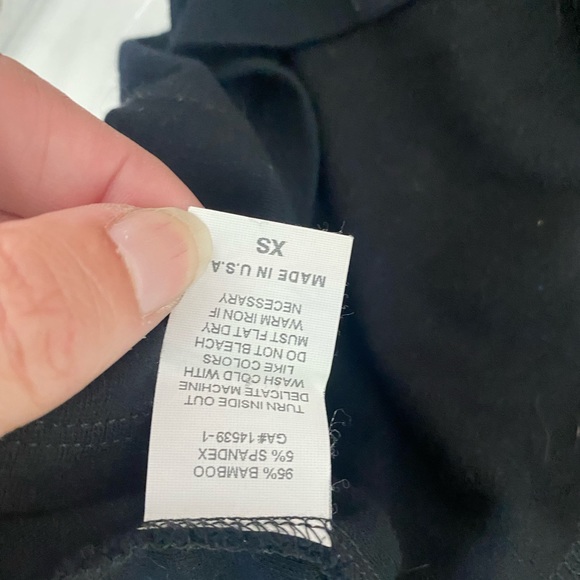 95% BAMBOO
5% SPANDEX
GA# 14539-1
TURN INSIDE OUT
DELICATE MACHINE
WASH COLD WITH
LIKE COLORS
DO NOT BLEACH
MUST FLAT DRY
WARM IRON IF
NECESSARY
MADE IN U.S.A
XS